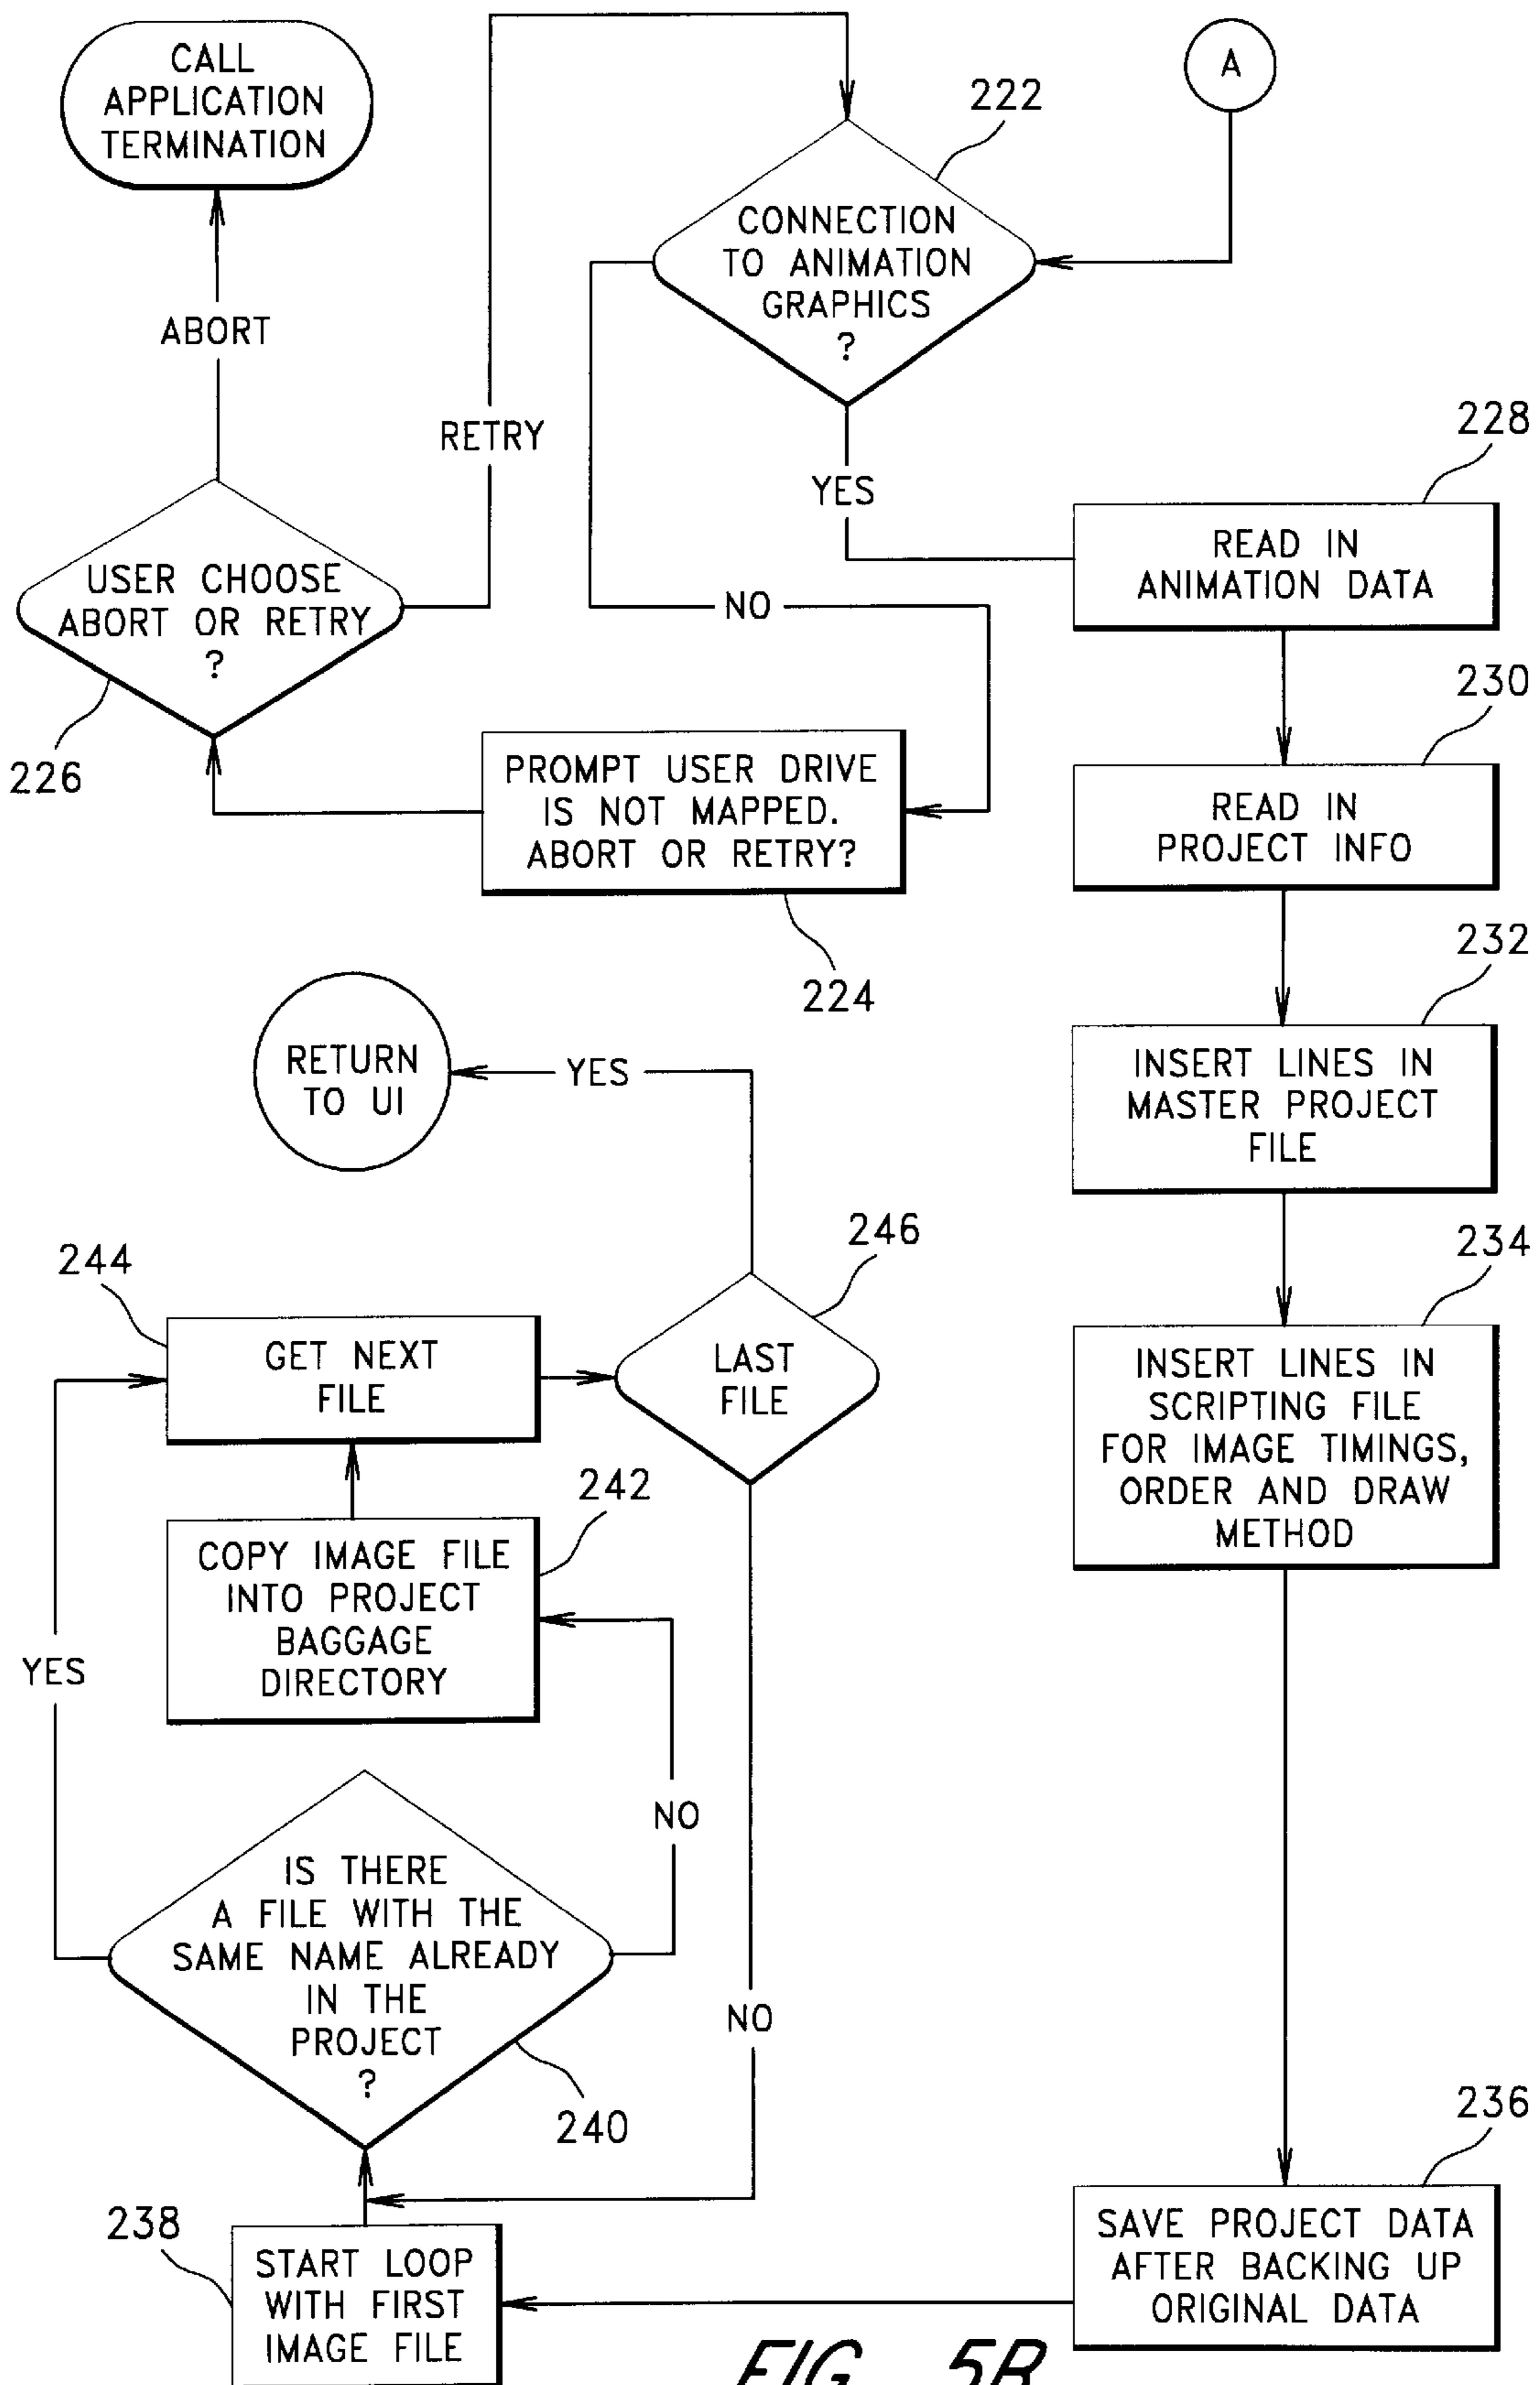 CALL
APPLICATION
TERMINATION
A
222
CONNECTION
TO ANIMATION
GRAPHICS
?
ABORT
RETRY
YES
228
READ IN
ANIMATION DATA
USER CHOOSE
ABORT OR RETRY
?
226
NO
230
PROMPT USER DRIVE
IS NOT MAPPED.
ABORT OR RETRY?
224
READ IN
PROJECT INFO
232
INSERT LINES IN
MASTER PROJECT
FILE
RETURN
TO UI
YES
246
234
244
GET NEXT
FILE
LAST
FILE
INSERT LINES IN
SCRIPTING FILE
FOR IMAGE TIMINGS,
ORDER AND DRAW
METHOD
242
COPY IMAGE FILE
INTO PROJECT
BAGGAGE
DIRECTORY
YES
NO
IS THERE
A FILE WITH THE
SAME NAME ALREADY
IN THE
PROJECT
?
240
NO
236
238
START LOOP
WITH FIRST
IMAGE FILE
SAVE PROJECT DATA
AFTER BACKING UP
ORIGINAL DATA
FIG. 5B